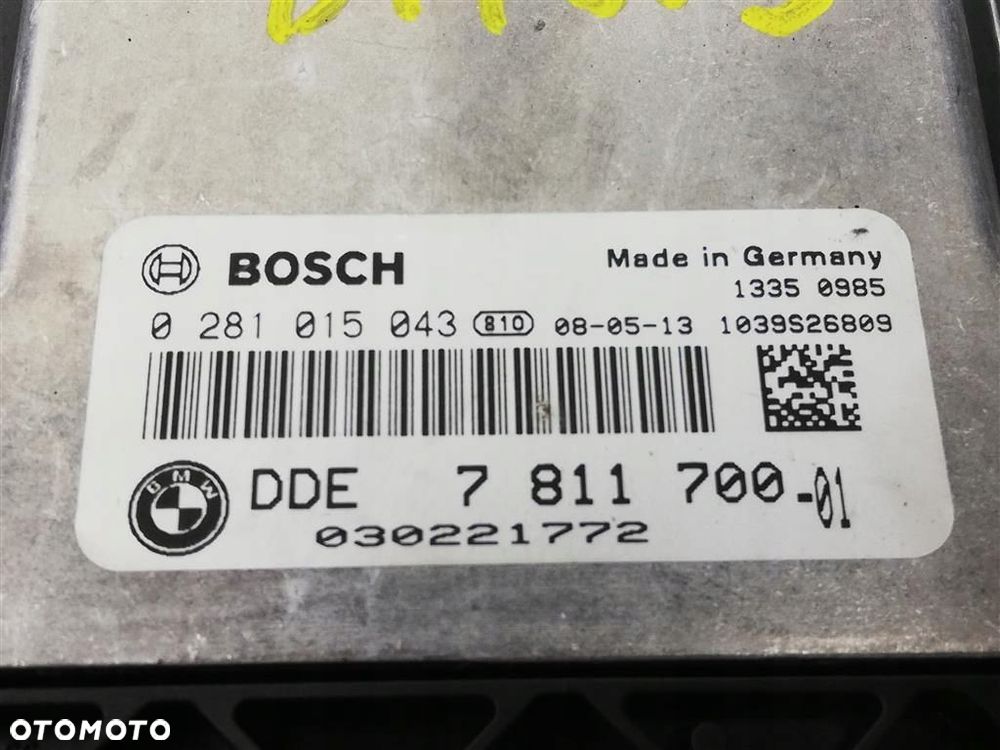 BOSCH
Made in Germany
1335 0985
0 281 015 043 810 08-05-13 1039S26809
BMW
DDE 7 811 700-01
030221772
OTOMOTO